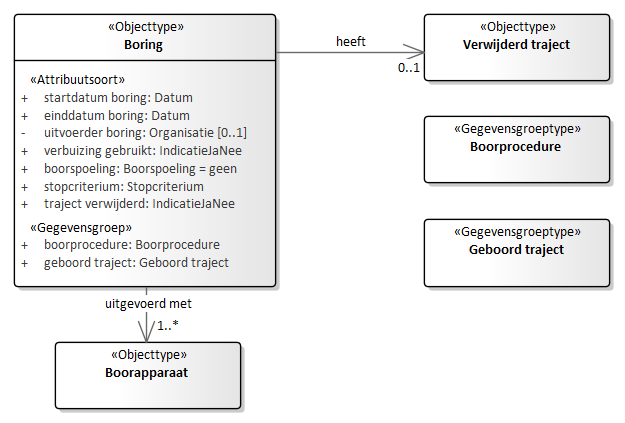 «Objecttype»
Boring
«Attribuutsoort»
+ startdatum boring: Datum
+ einddatum boring: Datum
- uitvoerder boring: Organisatie [0..1]
+ verbuizing gebruikt: IndicatieJaNee
+ boorspoeling: Boorspoeling = geen
+ stopcriterium: Stopcriterium
+ traject verwijderd: IndicatieJaNee
«Gegevensgroep»
+ boorprocedure: Boorprocedure
+ geboord traject: Geboord traject
heeft
0..1
«Objecttype»
Verwijderd traject
«Gegevensgroeptype»
Boorprocedure
«Gegevensgroeptype»
Geboord traject
uitgevoerd met
1..*
«Objecttype»
Boorapparaat